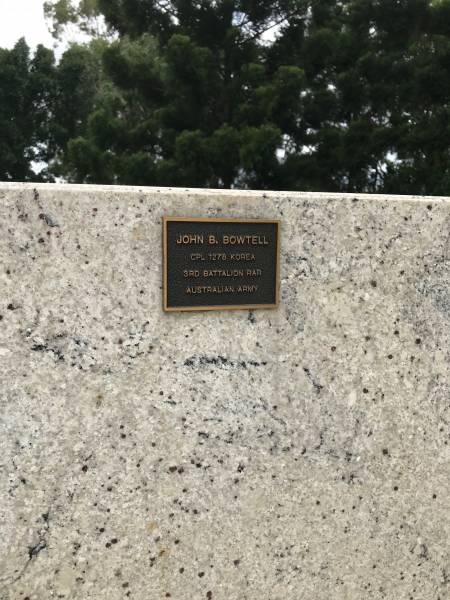 JOHN B. BOWTELL
CPL 1278 KOREA
3RD BATTALION RAR
AUSTRALIAN ARMY